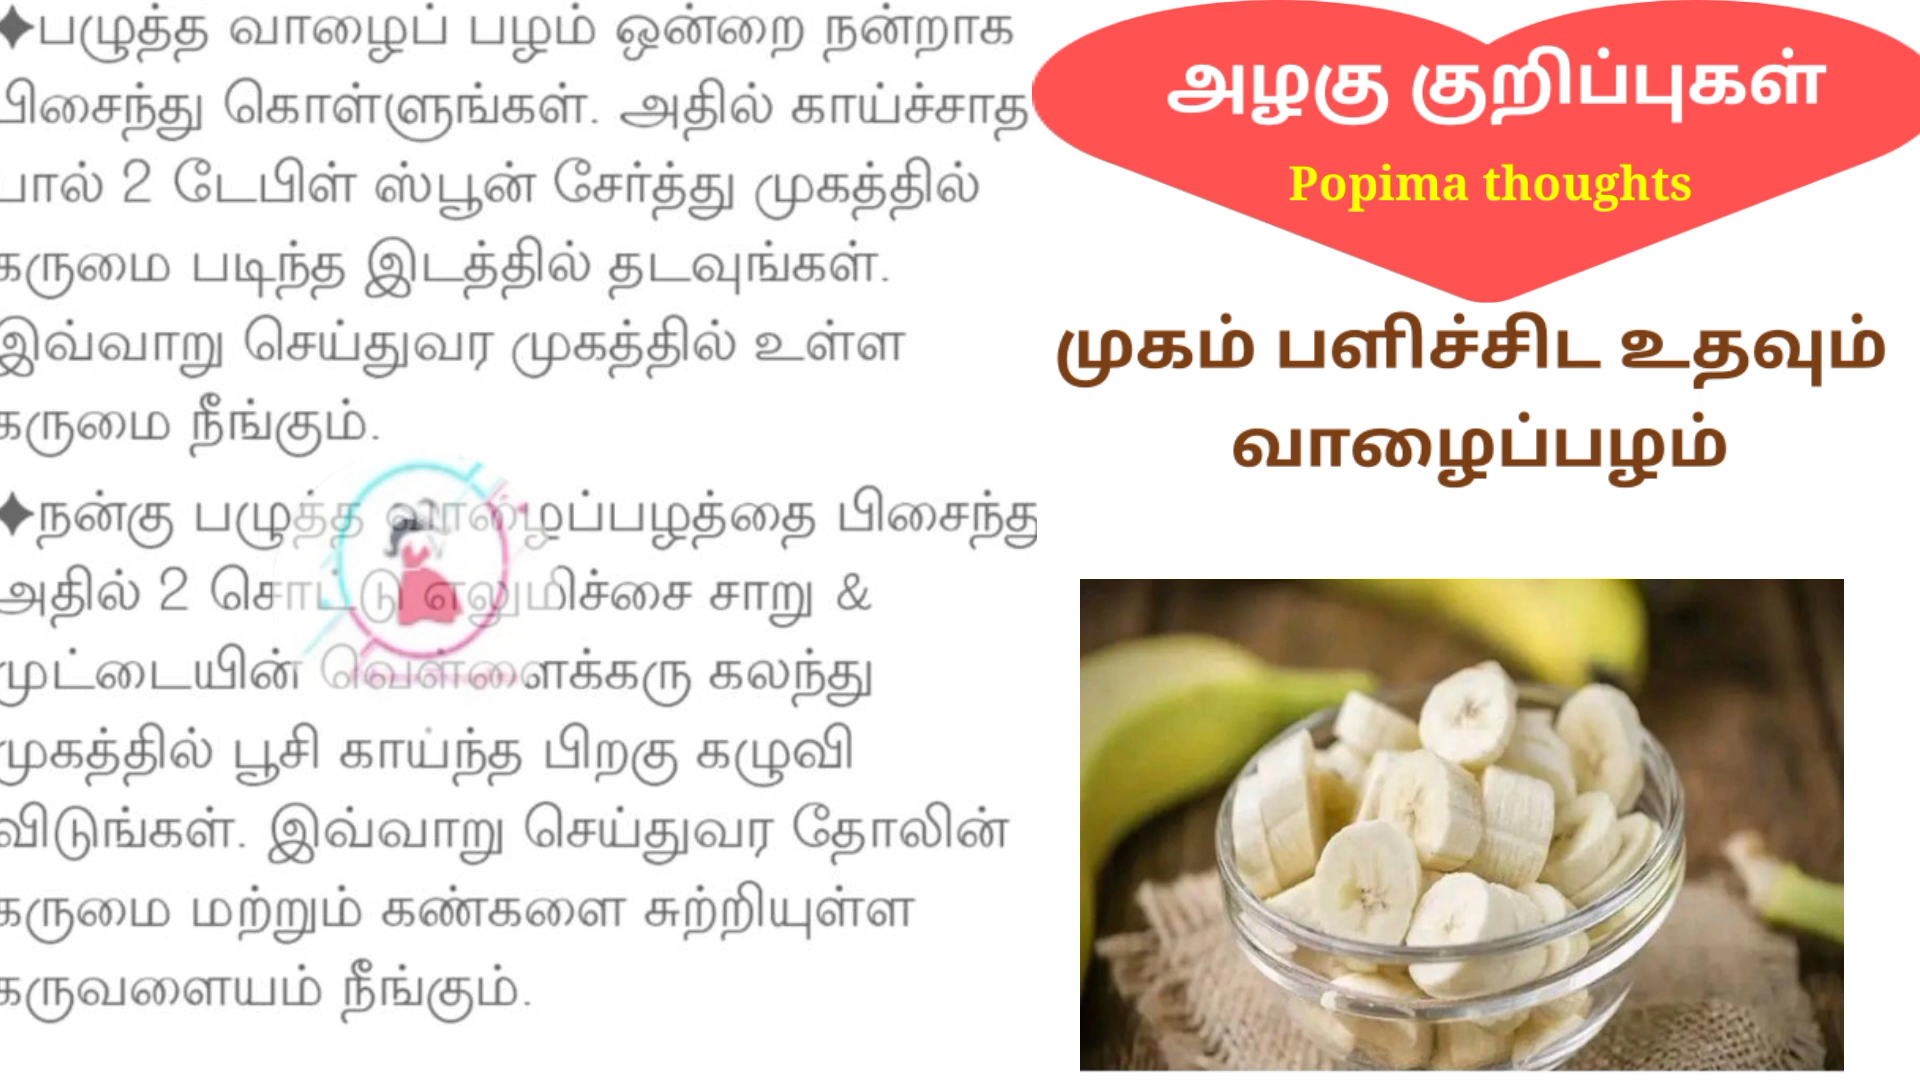 ✦பழுத்த வாழைப் பழம் ஒன்றை நன்றாக
பிசைந்து கொள்ளுங்கள். அதில் காய்ச்சாத
பால் 2 டேபிள் ஸ்பூன் சேர்த்து முகத்தில்
கருமை படிந்த இடத்தில் தடவுங்கள்.
இவ்வாறு செய்துவர முகத்தில் உள்ள
கருமை நீங்கும்.
✦நன்கு பழுத்த வாழைப்பழத்தை பிசைந்து
அதில் 2 சொட்டு எலுமிச்சை சாறு &
முட்டையின் வெள்ளைக்கரு கலந்து
முகத்தில் பூசி காய்ந்த பிறகு கழுவி
விடுங்கள். இவ்வாறு செய்துவர தோலின்
கருமை மற்றும் கண்களை சுற்றியுள்ள
கருவளையம் நீங்கும்.
அழகு குறிப்புகள்
Popima thoughts
முகம் பளிச்சிட உதவும்
வாழைப்பழம்